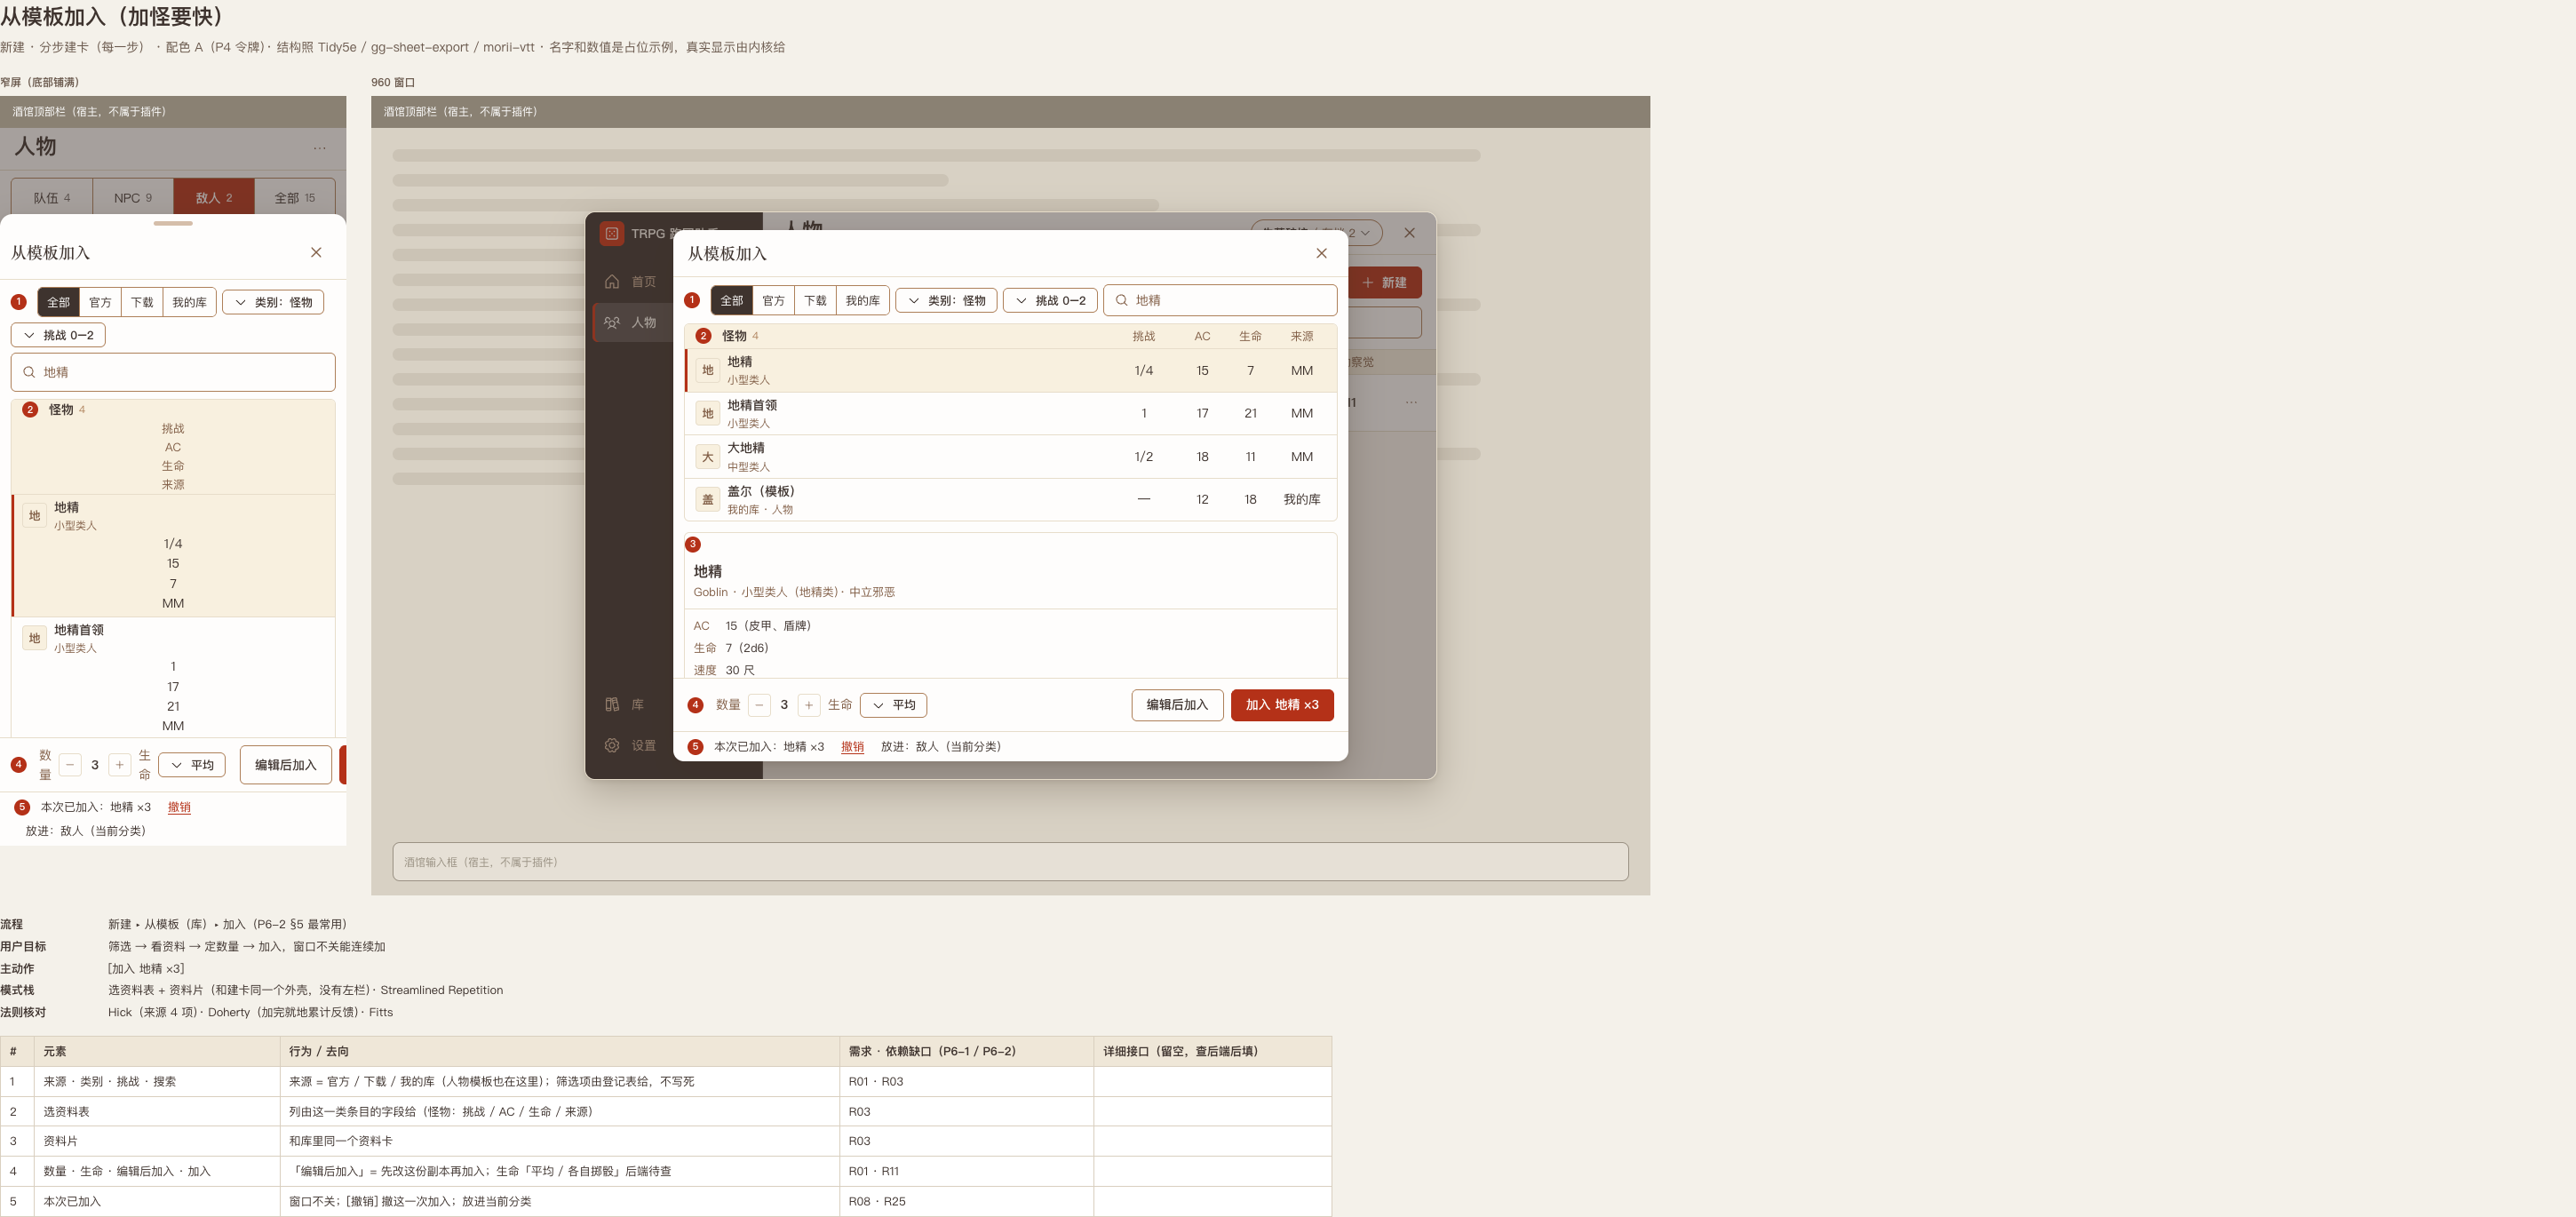 从模板加入（加怪要快）
新建 · 分步建卡（每一步） · 配色 A（P4 令牌）· 结构照 Tidy5e / gg-sheet-export / morii-vtt · 名字和数值是占位示例，真实显示由内核给
窄屏（底部铺满）
酒馆顶部栏（宿主，不属于插件）
人物
···
队伍 4
NPC 9
敌人 2
全部 15
从模板加入
1
全部
官方
下载
我的库
类别：怪物
挑战 0—2
地精
2 怪物 4
挑战
AC
生命
来源
地 地精
小型类人
1/4
15
7
MM
地 地精首领
小型类人
1
17
21
MM
4 数量 − 3 + 生命 平均 编辑后加入
5 本次已加入：地精 ×3 撤销
放进：敌人（当前分类）
960 窗口
酒馆顶部栏（宿主，不属于插件）
TRPG
人物
2
首页
人物
库
设置
+ 新建
察觉
11 ···
从模板加入
1 全部 官方 下载 我的库 类别：怪物 挑战 0—2 地精
2 怪物 4 挑战 AC 生命 来源
地 地精 1/4 15 7 MM
小型类人
地 地精首领 1 17 21 MM
小型类人
大 大地精 1/2 18 11 MM
中型类人
盖 盖尔（模板） — 12 18 我的库
我的库 · 人物
3
地精
Goblin · 小型类人（地精类）· 中立邪恶
AC 15（皮甲、盾牌）
生命 7（2d6）
速度 30 尺
4 数量 − 3 + 生命 平均 编辑后加入 加入 地精 ×3
5 本次已加入：地精 ×3 撤销 放进：敌人（当前分类）
酒馆输入框（宿主，不属于插件）
流程 新建 ▸ 从模板（库）▸ 加入（P6-2 §5 最常用）
用户目标 筛选 → 看资料 → 定数量 → 加入，窗口不关能连续加
主动作 [加入 地精 ×3]
模式栈 选资料表 + 资料片（和建卡同一个外壳，没有左栏）· Streamlined Repetition
法则核对 Hick（来源 4 项）· Doherty（加完就地累计反馈）· Fitts
# 元素 行为 / 去向 需求 · 依赖缺口（P6-1 / P6-2） 详细接口（留空，查后端后填）
1 来源 · 类别 · 挑战 · 搜索 来源 = 官方 / 下载 / 我的库（人物模板也在这里）；筛选项由登记表给，不写死 R01 · R03
2 选资料表 列由这一类条目的字段给（怪物：挑战 / AC / 生命 / 来源） R03
3 资料片 和库里同一个资料卡 R03
4 数量 · 生命 · 编辑后加入 · 加入 「编辑后加入」= 先改这份副本再加入；生命「平均 / 各自掷骰」后端待查 R01 · R11
5 本次已加入 窗口不关；[撤销] 撤这一次加入；放进当前分类 R08 · R25